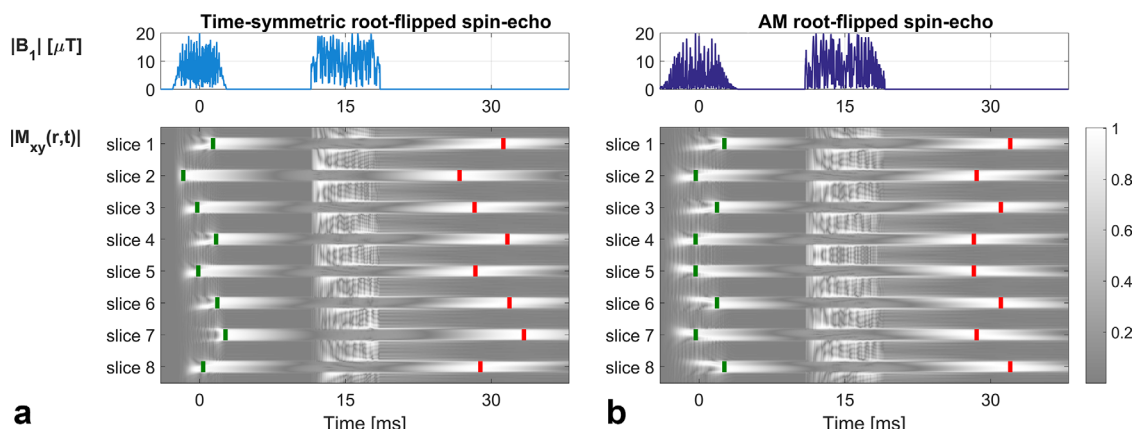 Time-symmetric root-flipped spin-echo
AM root-flipped spin-echo
|B1| [μT]
20
10
0
0
15
30
20
10
0
0
15
30
|Mxy(r,t)|
slice 1
slice 2
slice 3
slice 4
slice 5
slice 6
slice 7
slice 8
0
15
30
Time [ms]
a
slice 1
slice 2
slice 3
slice 4
slice 5
slice 6
slice 7
slice 8
0
15
30
Time [ms]
b
1
0.8
0.6
0.4
0.2